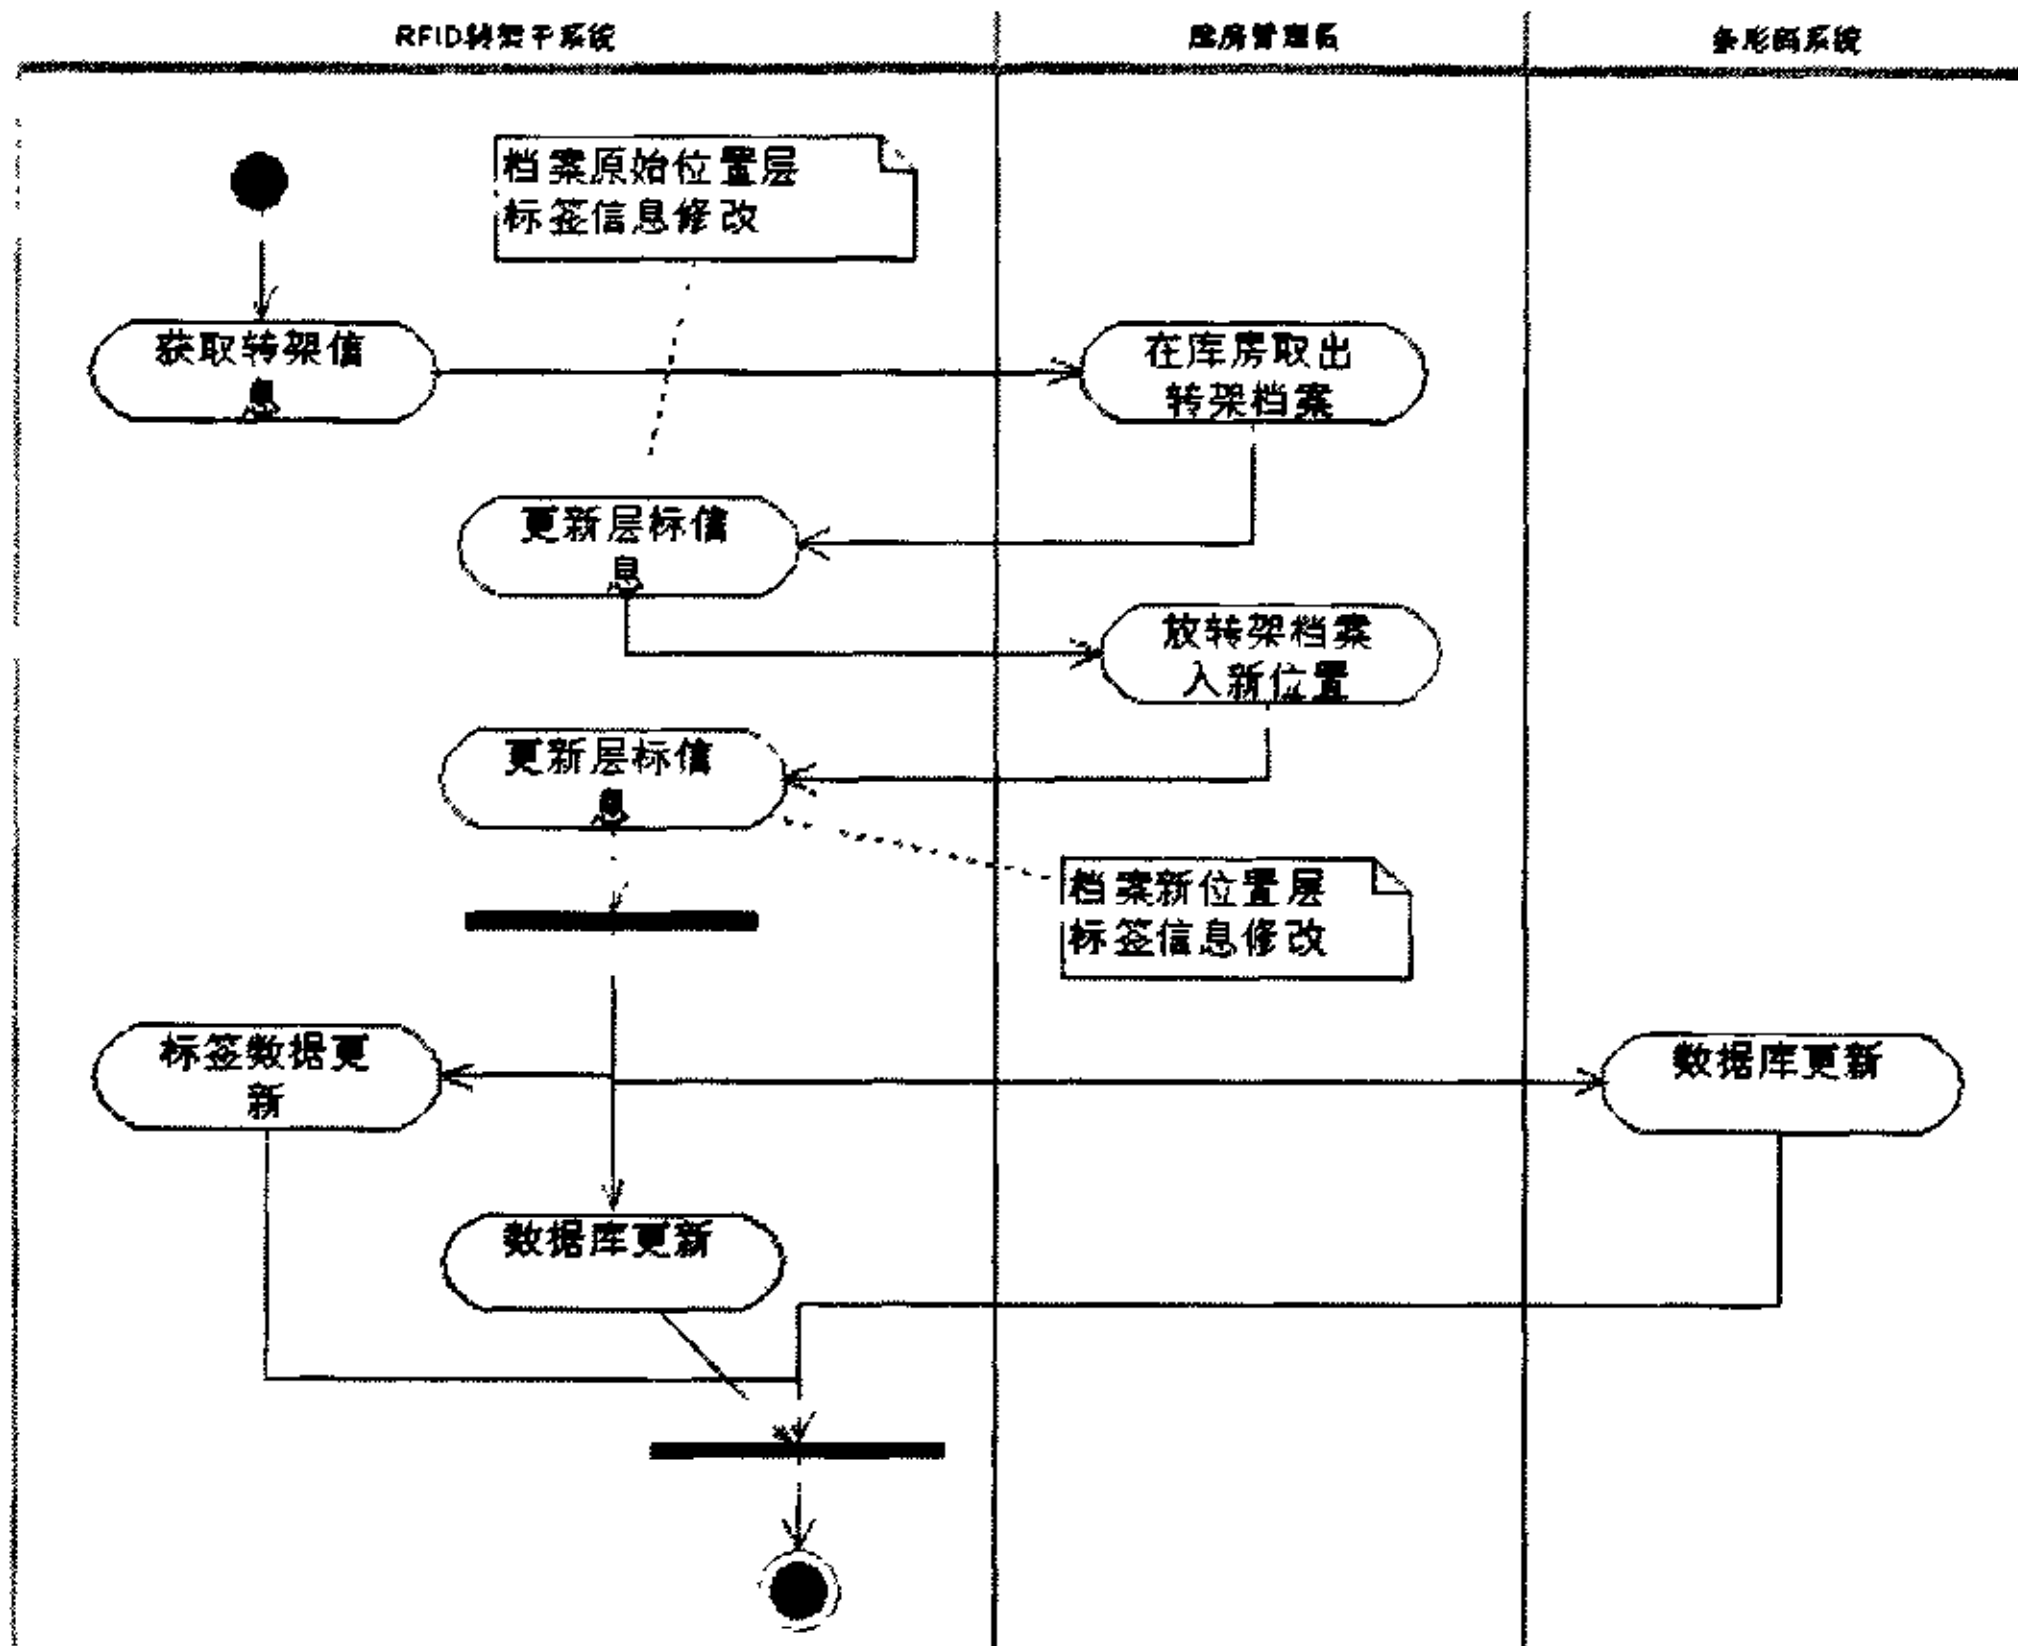 RFID转架子系统
库房管理员
条形码系统
档案原始位置层
标签信息修改
获取转架信
息
在库房取出
转架档案
更新层标信
息
放转架档案
入新位置
更新层标信
息
档案新位置层
标签信息修改
标签数据更
新
数据库更新
数据库更新